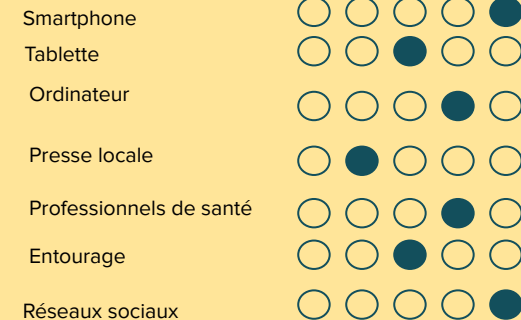 Smartphone
Tablette
Ordinateur
Presse locale
Professionnels de santé
Entourage
Réseaux sociaux